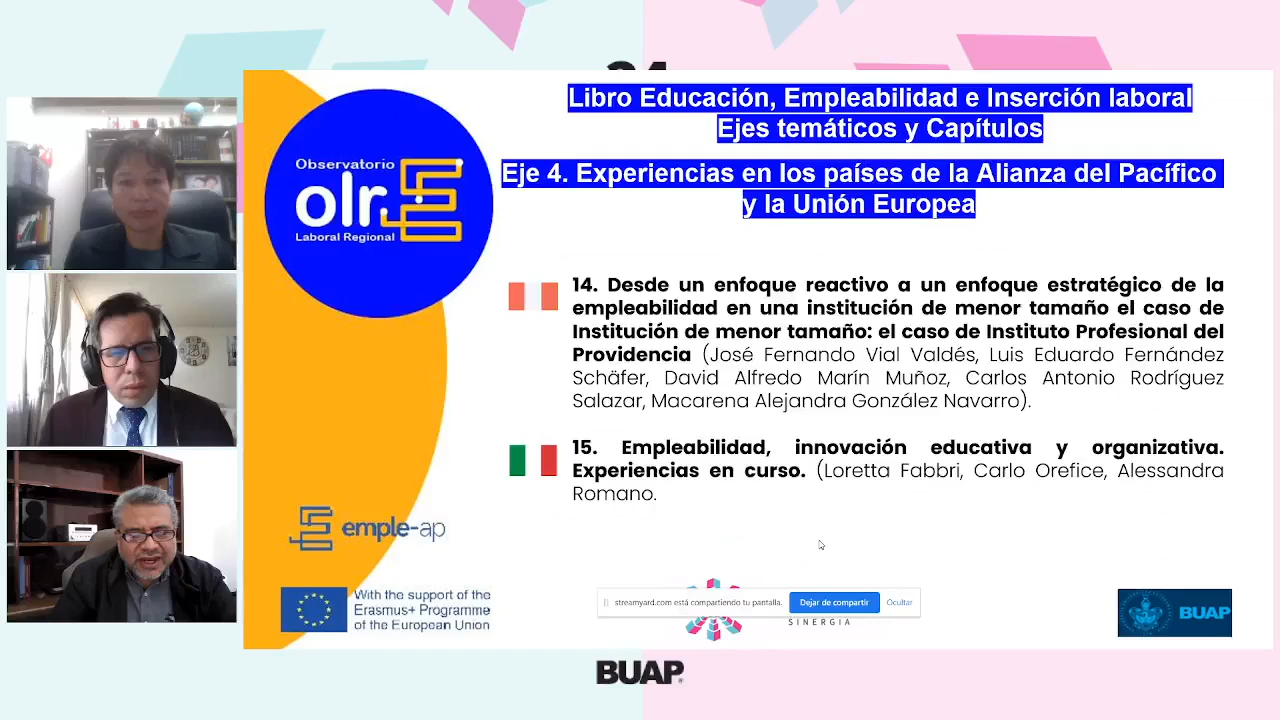 Libro Educación, Empleabilidad e Inserción laboral
Ejes temáticos y Capítulos
Eje 4. Experiencias en los países de la Alianza del Pacífico
y la Unión Europea
Observatorio
olr.
Laboral Regional
14. Desde un enfoque reactivo a un enfoque estratégico de la
empleabilidad en una institución de menor tamaño el caso de
Institución de menor tamaño: el caso de Instituto Profesional del
Providencia (José Fernando Vial Valdés, Luis Eduardo Fernández
Schäfer, David Alfredo Marín Muñoz, Carlos Antonio Rodríguez
Salazar, Macarena Alejandra González Navarro).
15. Empleabilidad, innovación educativa y organizativa.
Experiencias en curso. (Loretta Fabbri, Carlo Orefice, Alessandra
Romano.
emple-ap
With the support of the
Erasmus+ Programme
of the European Union
streamyard.com está compartiendo tu pantalla.
Dejar de compartir
Ocultar
SINERGIA
BUAP
BUAP